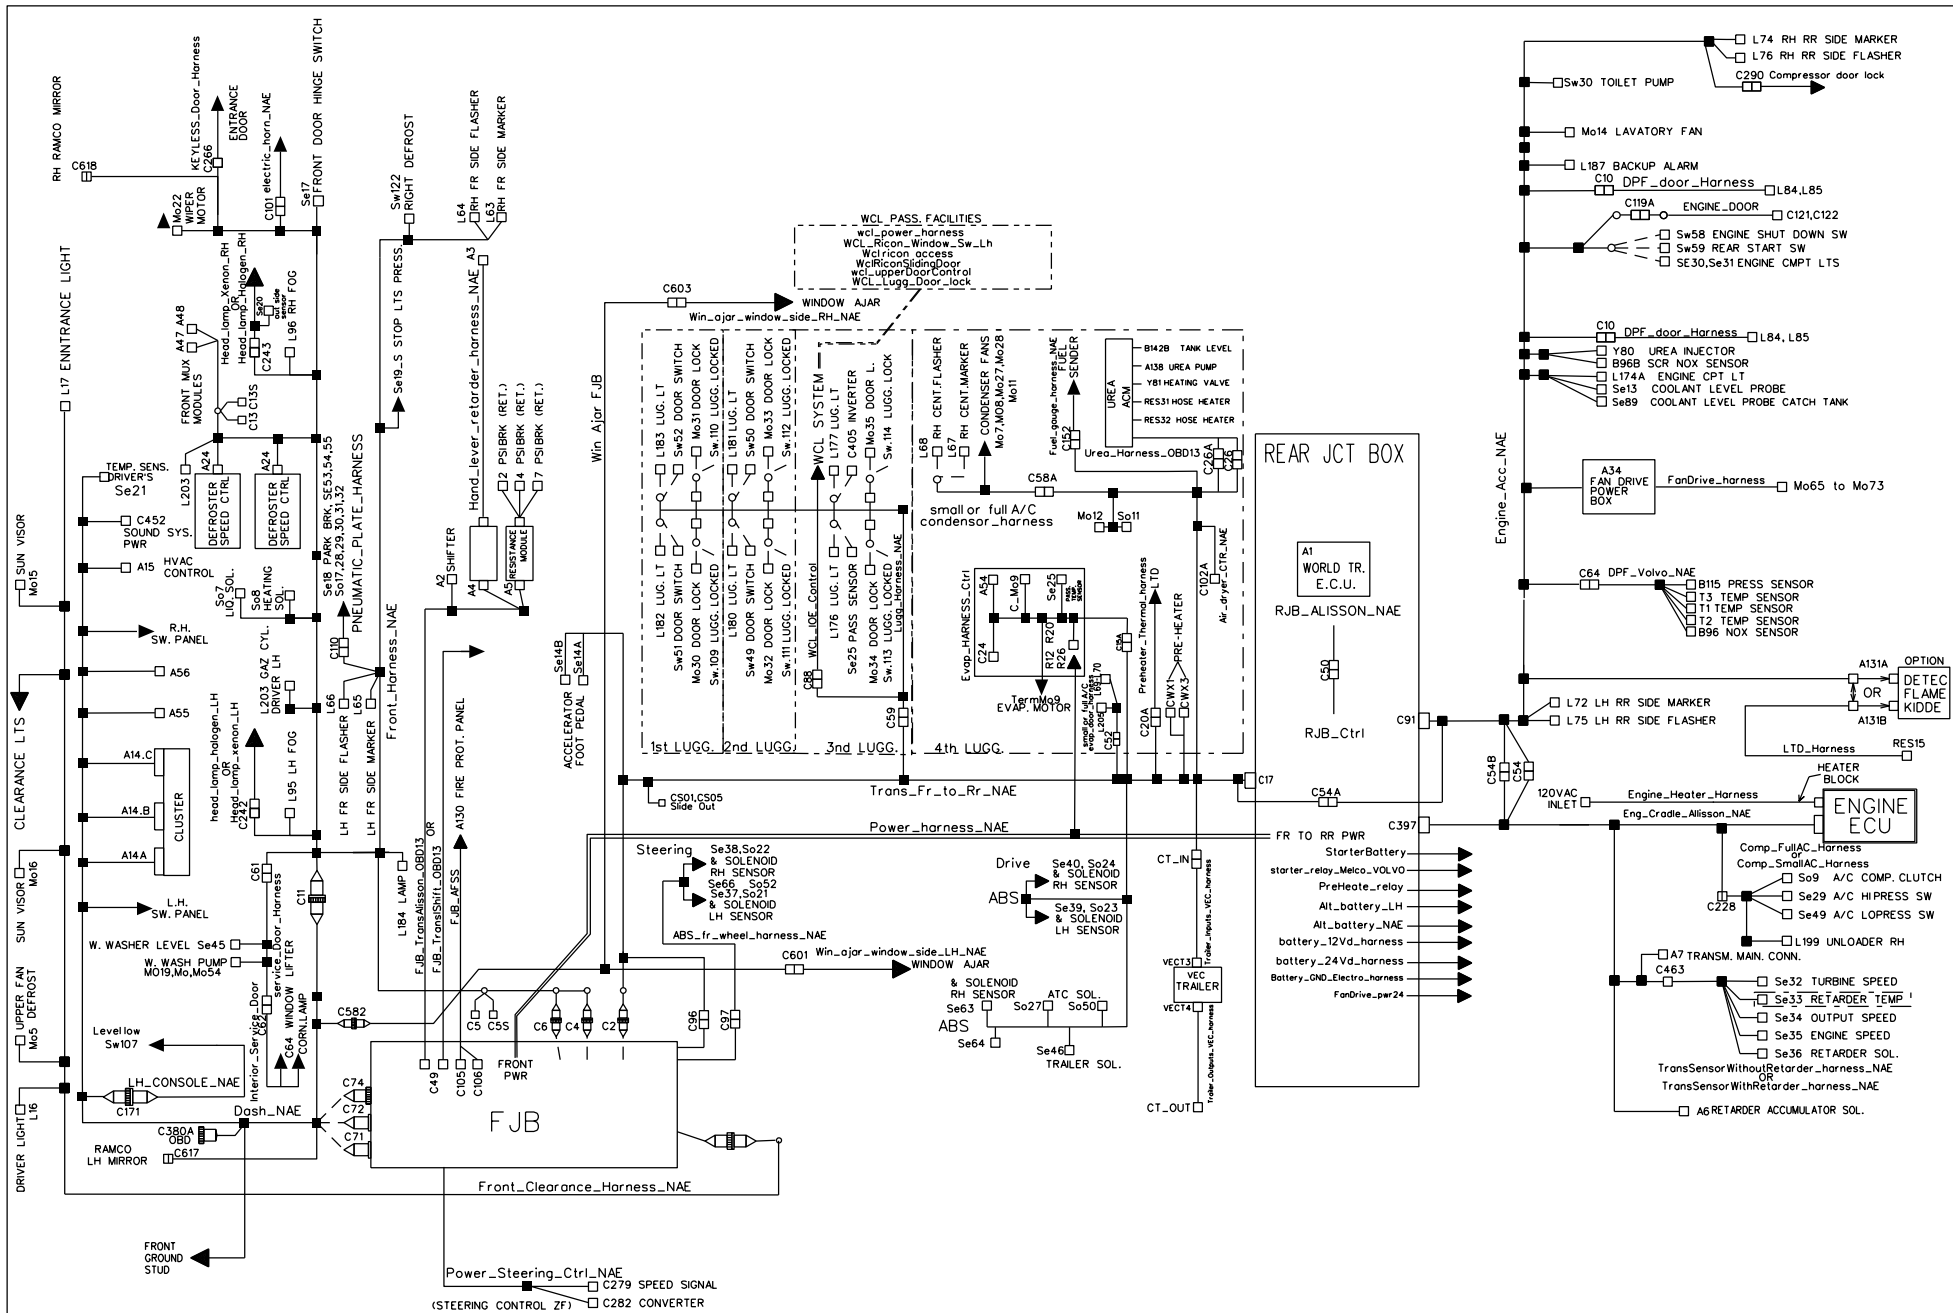 RH RAMCO MIRROR
C618
KEYLESS_Door_Harness
C266
ENTRANCE
DOOR
Mo22
WIPER
MOTOR
C101 electric_horn_NAE
Se17
FRONT DOOR HINGE SWITCH
L17 ENNTRANCE LIGHT
FRONT MUX
MODULES
A47 A48
Head_lamp_Xenon_RH
OR
Head_lamp_Halogen_RH
C243
Se20
out side
sensor
L96 RH FOG
C13 C13S
TEMP. SENS.
DRIVER'S
Se21
L203
A24
DEFROSTER
SPEED CTRL
A24
DEFROSTER
SPEED CTRL
C452
SOUND SYS.
PWR
A15 HVAC
CONTROL
So7
LIQ_SOL.
So8
HEATING
SOL.
Se18 PARK BRK, SE53,54,55
So17,28,29,30,31,32
PNEUMATIC_PLATE_HARNESS
C110
SUN VISOR
Mo15
R.H.
SW. PANEL
A56
A55
CLEARANCE LTS
A14.C
A14.B
A14A
CLUSTER
head_lamp_halogen_LH
OR
Head_lamp_xenon_LH
C242
L203 GAZ CYL.
DRIVER LH
L95 LH FOG
L66
LH FR SIDE FLASHER
L65
LH FR SIDE MARKER
Front_Harness_NAE
SUN VISOR
Mo16
L.H.
SW. PANEL
C61
service_Door_Harness
C11
L184 LAMP
W. WASHER LEVEL Se45
W. WASH PUMP
MO19,Mo,Mo54
Interior_Service_Door
C62
C64 WINDOW LIFTER
CORN.LAMP
C582
UPPER FAN
DEFROST
Mo5
Levellow
Sw107
LH_CONSOLE_NAE
C171
Dash_NAE
C74
C72
C71
C380A
OBD
RAMCO
LH MIRROR
C617
DRIVER LIGHT
L16
FRONT
GROUND
STUD
Front_Clearance_Harness_NAE
Power_Steering_Ctrl_NAE
(STEERING CONTROL ZF)
C279 SPEED SIGNAL
C282 CONVERTER
FJB
FRONT
PWR
C49
C105
C106
C5 C5S
C6 C4 C2
C96
C97
FJB_TransAlisson_OBD13
OR
FJB_TranslShift_OBD13
FJB_AFSS
A130 FIRE PROT. PANEL
Sw122
RIGHT DEFROST
Se19_S STOP LTS PRESS.
L64
RH FR SIDE FLASHER
L63
RH FR SIDE MARKER
A3
Hand_lever_retarder_harness_NAE
2 PSIBRK (RET.)
4 PSIBRK (RET.)
7 PSIBRK (RET.)
A2 SHIFTER
A4
A5
RESISTANCE
MODULE
Se14B
Se14A
ACCELERATOR
FOOT PEDAL
Win Ajar FJB
C603
WINDOW AJAR
Win_ajar_window_side_RH_NAE
WCL PASS. FACILITIES
wcl_power_harness
WCL_Ricon_Window_Sw_Lh
Wclricon access
WclRiconSlidingDoor
wcl_upperDoorControl
WCL_Lugg_Door_lock
L183 LUG. LT
Sw52 DOOR SWITCH
Mo31 DOOR LOCK
Sw.110 LUGG. LOCKED
L181 LUG. LT
Sw50 DOOR SWITCH
Mo33 DOOR LOCK
Sw.112 LUGG. LOCKED
WCL SYSTEM
L177 LUG. LT
C405 INVERTER
Mo35 DOOR L.
Sw.114 LUGG. LOCK
L182 LUG. LT
Sw51 DOOR SWITCH
Mo30 DOOR LOCK
Sw.109 LUGG. LOCKED
L180 LUG. LT
Sw49 DOOR SWITCH
Mo32 DOOR LOCK
Sw.111 LUGG. LOCKED
WCL_IOE_Control
C88
L176 LUG. LT
Se25 PASS SENSOR
Mo34 DOOR LOCK
Sw.113 LUGG. LOCKED
Lugg_Harness_NAE
C59
1st LUGG.
2nd LUGG.
3nd LUGG.
4th LUGG.
L68
RH CENT.FLASHER
L67
RH CENT.MARKER
CONDENSER FANS
Mo7,MO8,Mo27,Mo28
Mo11
Fuel_gauge_harness_NAE
FUEL
SENDER
C152
UREA
ACM
B142B TANK LEVEL
A138 UREA PUMP
Y81 HEATING VALVE
RES31 HOSE HEATER
RES32 HOSE HEATER
Urea_Harness_OBD13
C26A
C26
C58A
small or full A/C
condensor_harness
Mo12
So11
C102A
Air_dryer_CTR_NAE
Evap_HARNESS_Ctrl
A54
C_Mo9
Se25
PASS.
TEMP.
SENSOR
C24
R12 R20
R26
TermMo9
EVAP. MOTOR
C15A
small or full A/C
evap_door_harness
L205
L69-L70
C52
Preheater_Thermal_harness
LTD
C20A
PRE-HEATER
CWX1
CWX3
CS01,CS05
Slide Out
Trans_Fr_to_Rr_NAE
C17
C54A
Power_harness_NAE
FR TO RR PWR
Steering
Se38,So22
& SOLENOID
RH SENSOR
Se66 So52
Se37,So21
& SOLENOID
LH SENSOR
ABS_fr_wheel_harness_NAE
C601
Win_ajar_window_side_LH_NAE
WINDOW AJAR
Drive
ABS
Se40, So24
& SOLENOID
RH SENSOR
Se39, So23
& SOLENOID
LH SENSOR
& SOLENOID
RH SENSOR
Se63
ABS
Se64
So27
ATC SOL.
So50
Se46
TRAILER SOL.
CT_IN
Trailer_Inputs_VEC_harness
VECT3
VEC
TRAILER
VECT4
Trailer_Outputs_VEC_harness
CT_OUT
REAR JCT BOX
A1
WORLD TR.
E.C.U.
RJB_ALISSON_NAE
C50
RJB_Ctrl
C91
C397
StarterBattery
starter_relay_Melco_VOLVO
PreHeate_relay
Alt_battery_LH
Alt_battery_NAE
battery_12Vd_harness
battery_24Vd_harness
Battery_GND_Electro_harness
FanDrive_pwr24
Engine_Acc_NAE
L74 RH RR SIDE MARKER
L76 RH RR SIDE FLASHER
C290 Compressor door lock
Sw30 TOILET PUMP
Mo14 LAVATORY FAN
L187 BACKUP ALARM
C10 DPF_door_Harness
L84,L85
C119A ENGINE_DOOR
C121,C122
Sw58 ENGINE SHUT DOWN SW
Sw59 REAR START SW
SE30,Se31 ENGINE CMPT LTS
C10 DPF_door_Harness
L84, L85
Y80 UREA INJECTOR
B96B SCR NOX SENSOR
L174A ENGINE CPT LT
Se13 COOLANT LEVEL PROBE
Se89 COOLANT LEVEL PROBE CATCH TANK
A34
FAN DRIVE
POWER
BOX
FanDrive_harness
Mo65 to Mo73
C64 DPF_Volvo_NAE
B115 PRESS SENSOR
T3 TEMP SENSOR
T1 TEMP SENSOR
T2 TEMP SENSOR
B96 NOX SENSOR
A131A
OPTION
OR
DETEC
FLAME
KIDDE
A131B
L72 LH RR SIDE MARKER
L75 LH RR SIDE FLASHER
LTD_Harness
RES15
C54B
C54
HEATER
BLOCK
120VAC
INLET
Engine_Heater_Harness
Eng_Cradle_Allisson_NAE
ENGINE
ECU
Comp_FullAC_Harness
or
Comp_SmallAC_Harness
C228
So9 A/C COMP. CLUTCH
Se29 A/C HIPRESS SW
Se49 A/C LOPRESS SW
L199 UNLOADER RH
A7 TRANSM. MAIN. CONN.
C463
Se32 TURBINE SPEED
Se33 RETARDER TEMP
Se34 OUTPUT SPEED
Se35 ENGINE SPEED
Se36 RETARDER SOL.
TransSensorWithoutRetarder_harness_NAE
OR
TransSensorWithRetarder_harness_NAE
A6 RETARDER ACCUMULATOR SOL.